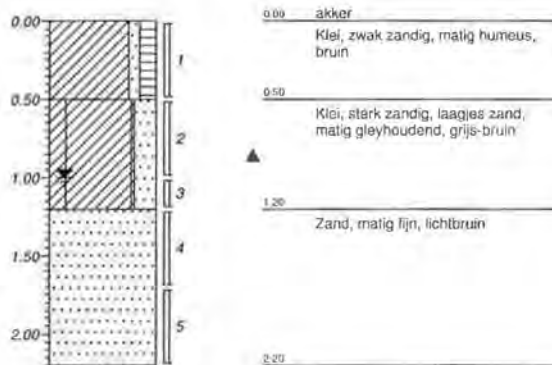 0.00
0.50
1.00
1.50
2.00
1
2
3
4
5
0.00 akker
Klei, zwak zandig, matig humeus,
bruin
0.50
Klei, sterk zandig, laagjes zand,
matig gleyhoudend, grijs-bruin
1.20
Zand, matig fijn, lichtbruin
2.20